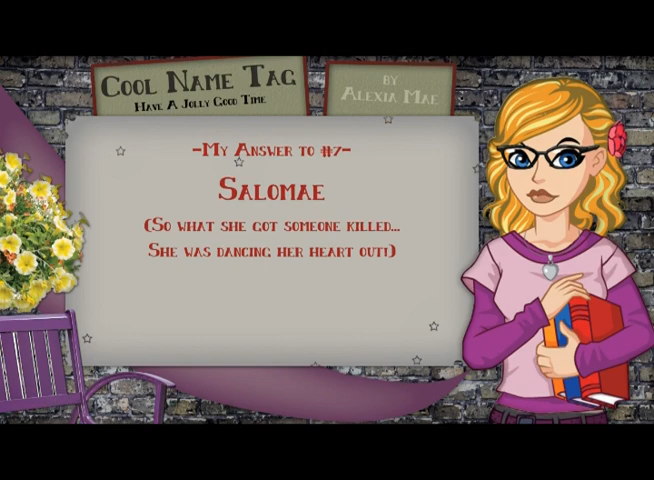 Cool Name Tag
Have A Jolly Good Time
by
Alexia Mae
-My Answer to #7-
Salomae
(So what she got someone killed...
She was dancing her heart out!)